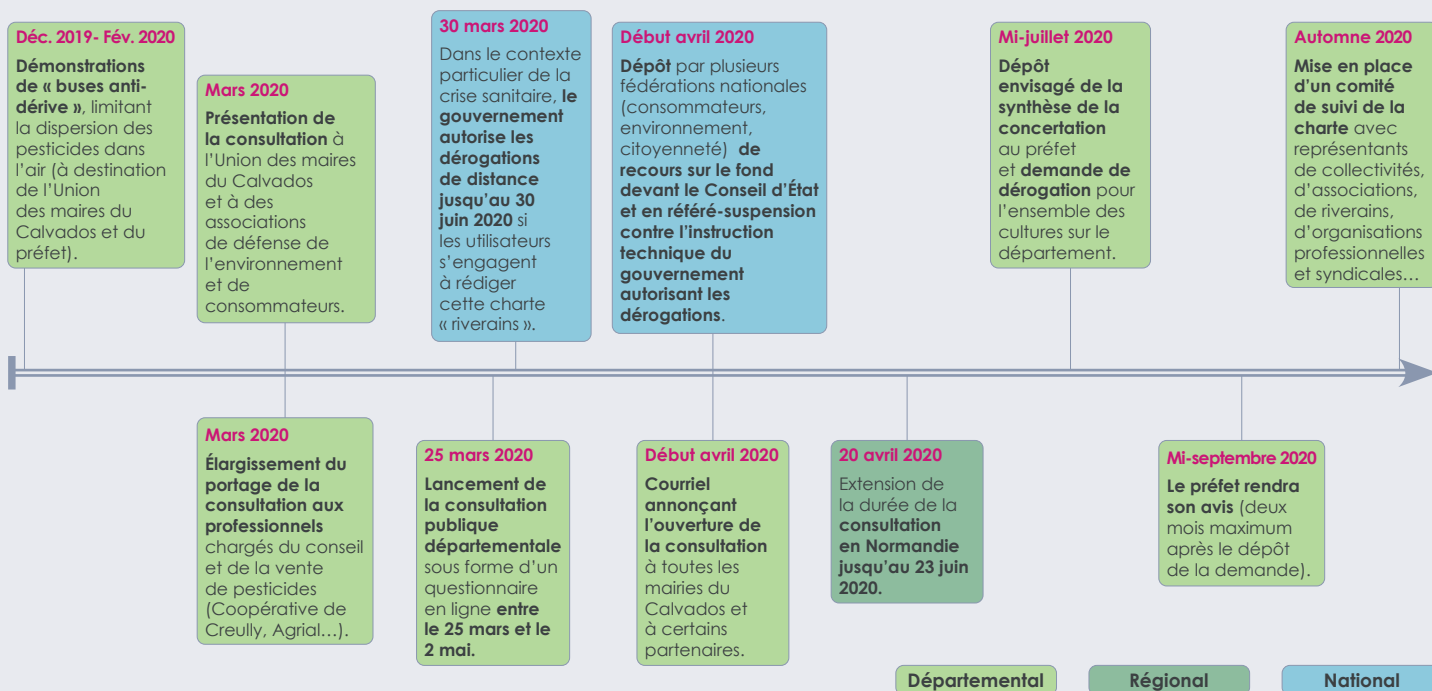 Déc. 2019- Fév. 2020
Démonstrations
de « buses anti-
dérive », limitant
la dispersion des
pesticides dans
l'air (à destination
de l'Union
des maires du
Calvados et du
préfet).
Mars 2020
Présentation de
la consultation à
l'Union des maires
du Calvados
et à des
associations
de défense de
l'environnement
et de
consommateurs.
30 mars 2020
Dans le contexte
particulier de la
crise sanitaire, le
gouvernement
autorise les
dérogations
de distance
jusqu'au 30
juin 2020 si
les utilisateurs
s'engagent
à rédiger
cette charte
« riverains ».
Début avril 2020
Dépôt par plusieurs
fédérations nationales
(consommateurs,
environnement,
citoyenneté) de
recours sur le fond
devant le Conseil d'État
et en référé-suspension
contre l'instruction
technique du
gouvernement
autorisant les
dérogations.
Mi-juillet 2020
Dépôt
envisagé de la
synthèse de la
concertation
au préfet
et demande de
dérogation pour
l'ensemble des
cultures sur le
département.
Automne 2020
Mise en place
d'un comité
de suivi de la
charte avec
représentants
de collectivités,
d'associations,
de riverains,
d'organisations
professionnelles
et syndicales…
Mars 2020
Élargissement du
portage de la
consultation aux
professionnels
chargés du conseil
et de la vente
de pesticides
(Coopérative de
Creully, Agrial…).
25 mars 2020
Lancement de
la consultation
publique
départementale
sous forme d'un
questionnaire
en ligne entre
le 25 mars et le
2 mai.
Début avril 2020
Courriel
annonçant
l'ouverture de
la consultation
à toutes les
mairies du
Calvados et
à certains
partenaires.
20 avril 2020
Extension de
la durée de la
consultation
en Normandie
jusqu'au 23 juin
2020.
Mi-septembre 2020
Le préfet rendra
son avis (deux
mois maximum
après le dépôt
de la demande).
Départemental
Régional
National